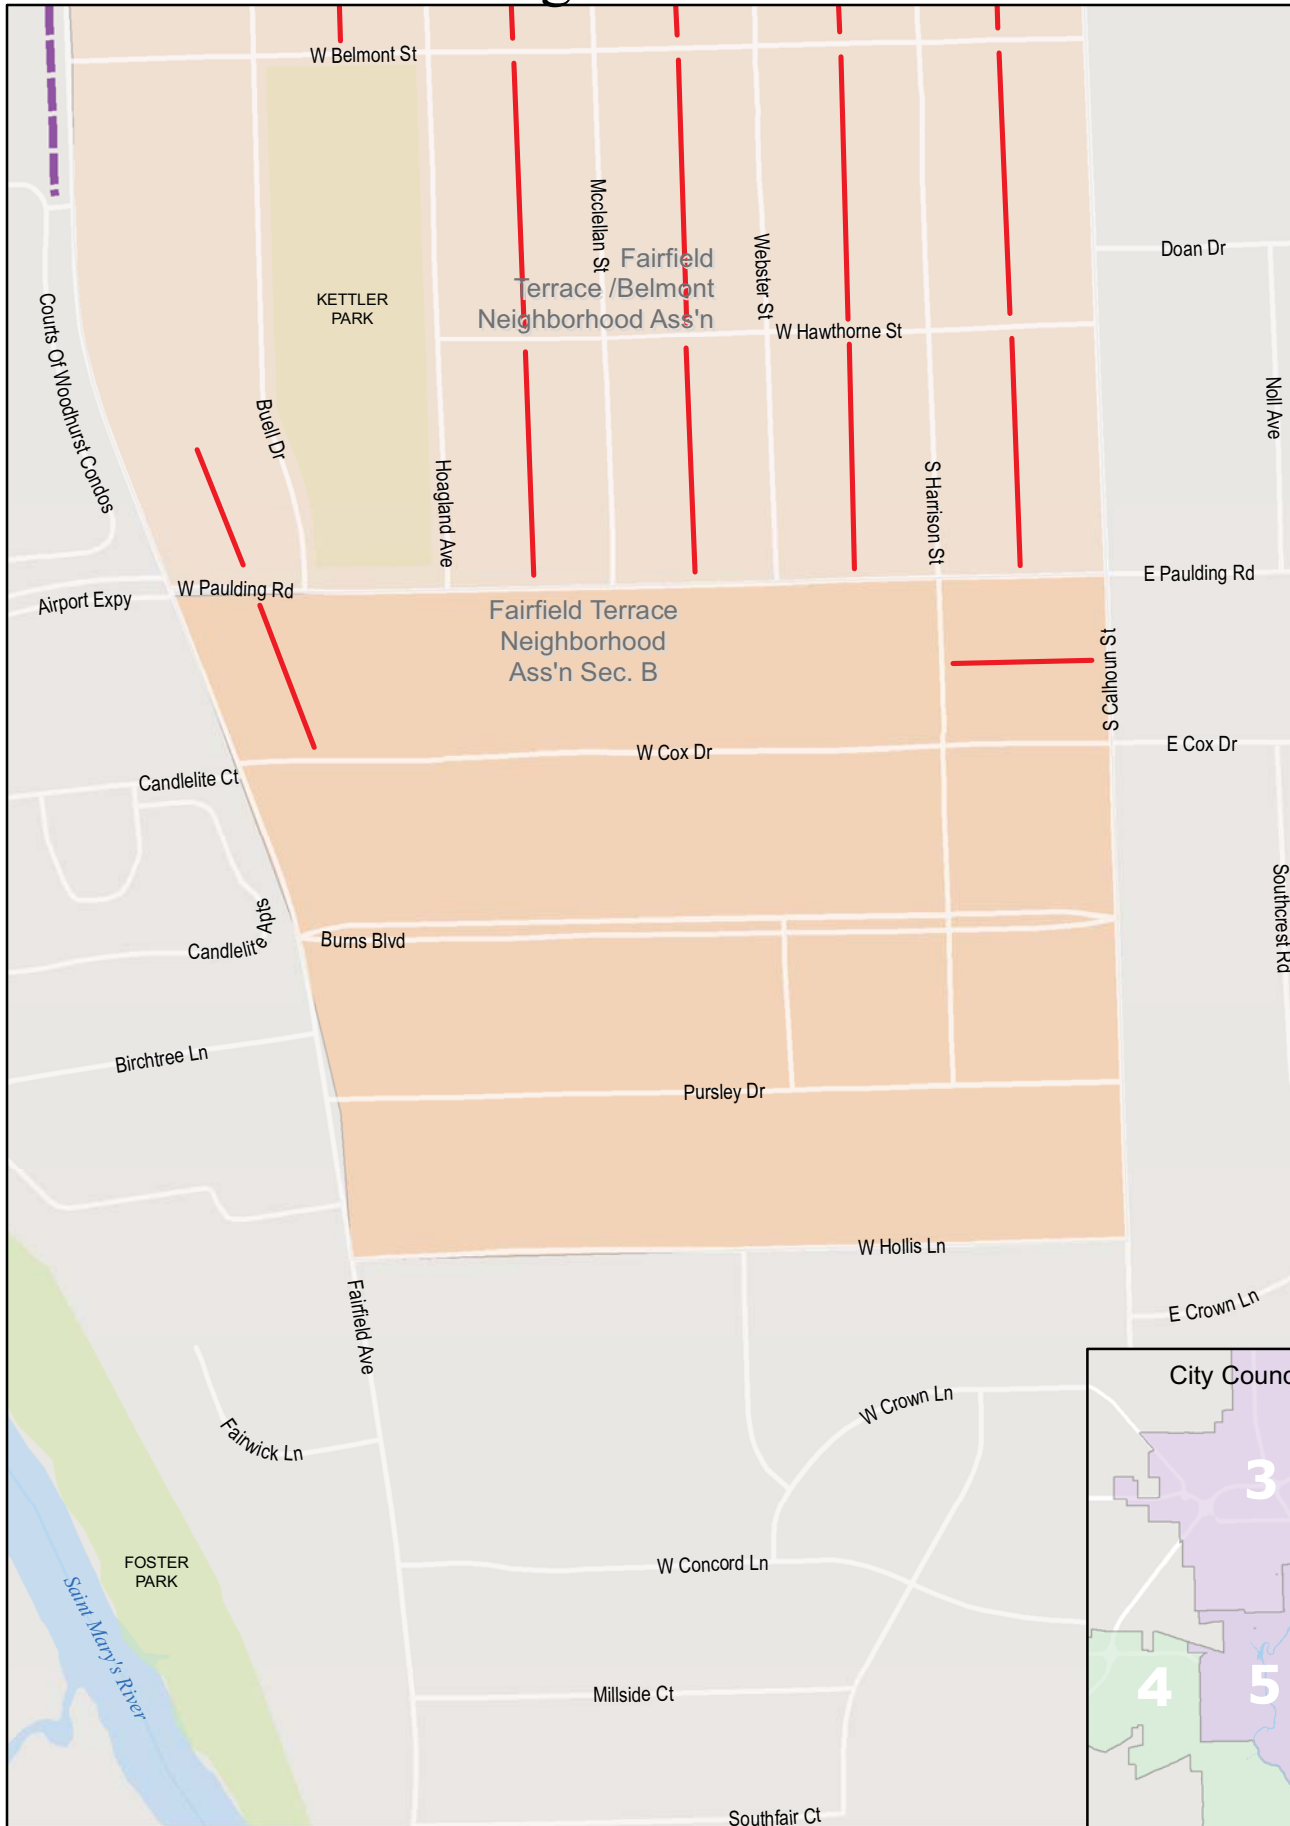 W Belmont St
KETTLER
PARK
Mcclellan St
Fairfield
Terrace /Belmont
Neighborhood Ass'n
Webster St
W Hawthorne St
Doan Dr
Noll Ave
Courts Of Woodhurst Condos
Buell Dr
Hoagland Ave
S Harrison St
W Paulding Rd
Airport Expy
E Paulding Rd
Fairfield Terrace
Neighborhood
Ass'n Sec. B
S Calhoun St
W Cox Dr
E Cox Dr
Candlelite Ct
Candlelite Apts
Burns Blvd
Southcrest Rd
Birchtree Ln
Pursley Dr
W Hollis Ln
Fairfield Ave
E Crown Ln
City Counc
W Crown Ln
Fairwick Ln
3
FOSTER
PARK
W Concord Ln
Saint Mary's River
4
5
Millside Ct
Southfair Ct